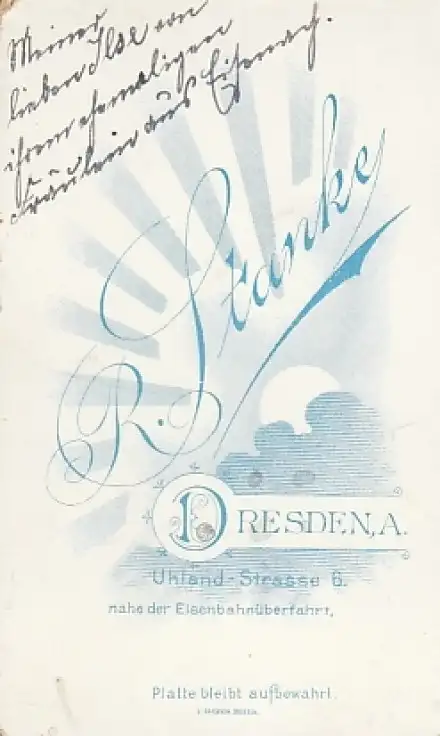 Meiner
lieben Ilse von
ihrem ehemaligen
Fräulein aus Eisenach.
R. Stanke
DRESDEN, A.
Uhland-Strasse 6.
nahe der Eisenbahnüberfahrt,
Platte bleibt aufbewahrt.